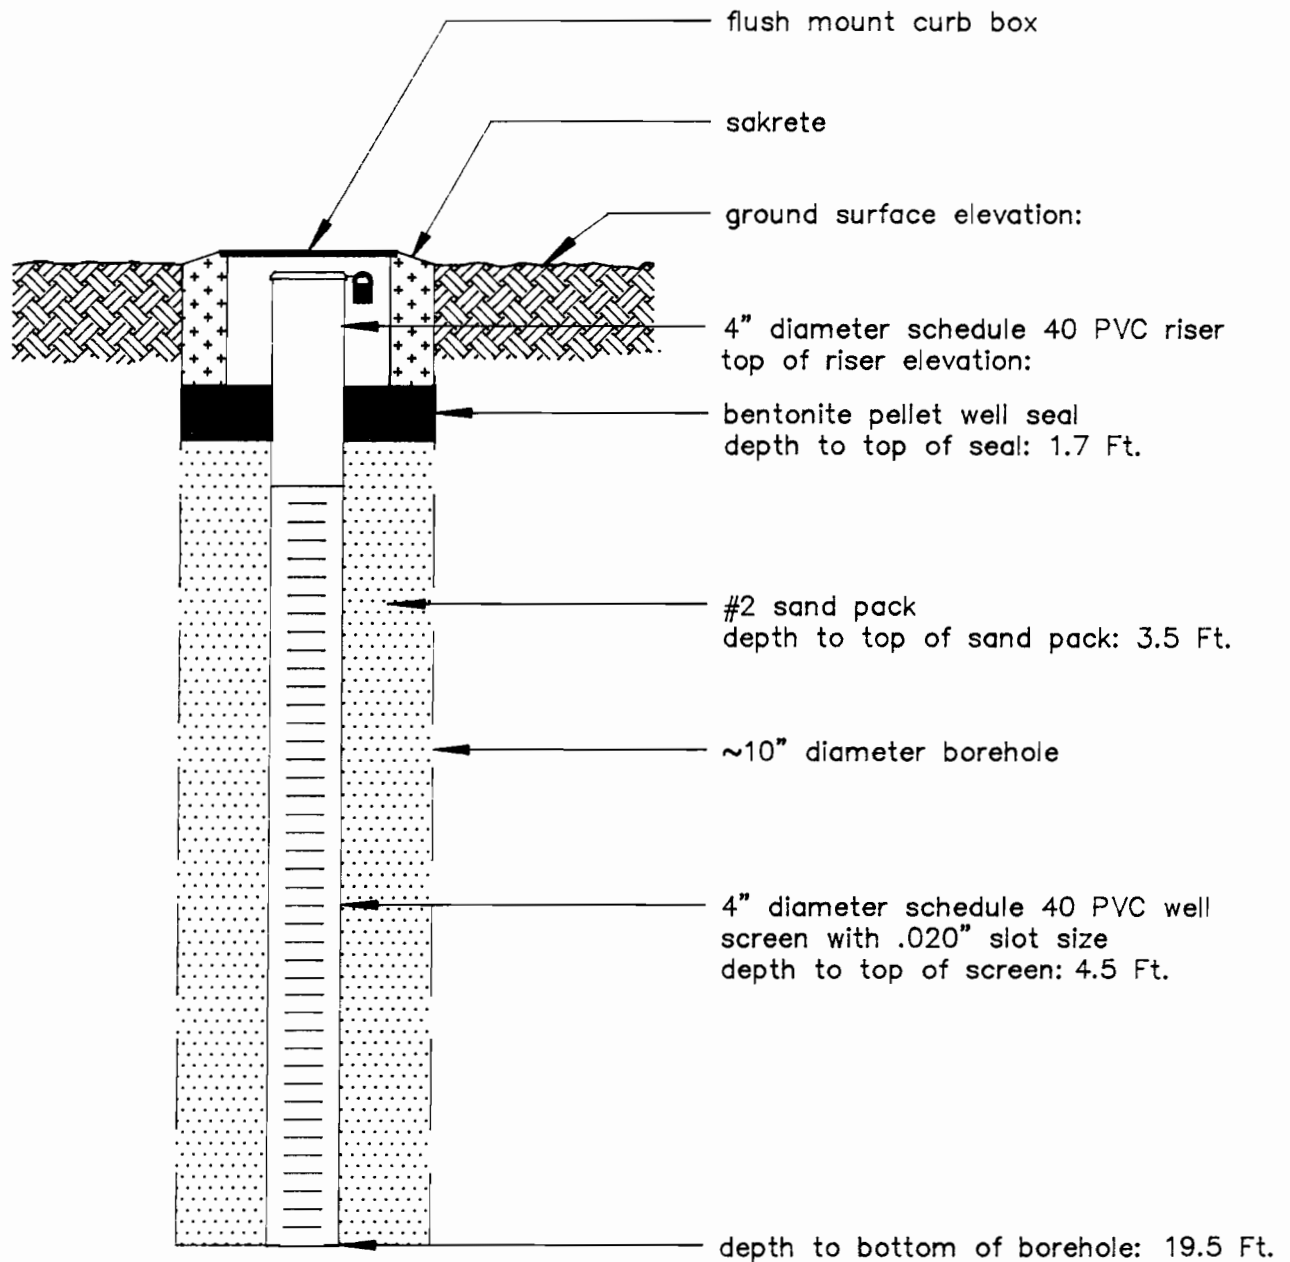 flush mount curb box
sakrete
ground surface elevation:
4" diameter schedule 40 PVC riser
top of riser elevation:
bentonite pellet well seal
depth to top of seal: 1.7 Ft.
#2 sand pack
depth to top of sand pack: 3.5 Ft.
~10" diameter borehole
4" diameter schedule 40 PVC well
screen with .020" slot size
depth to top of screen: 4.5 Ft.
depth to bottom of borehole: 19.5 Ft.